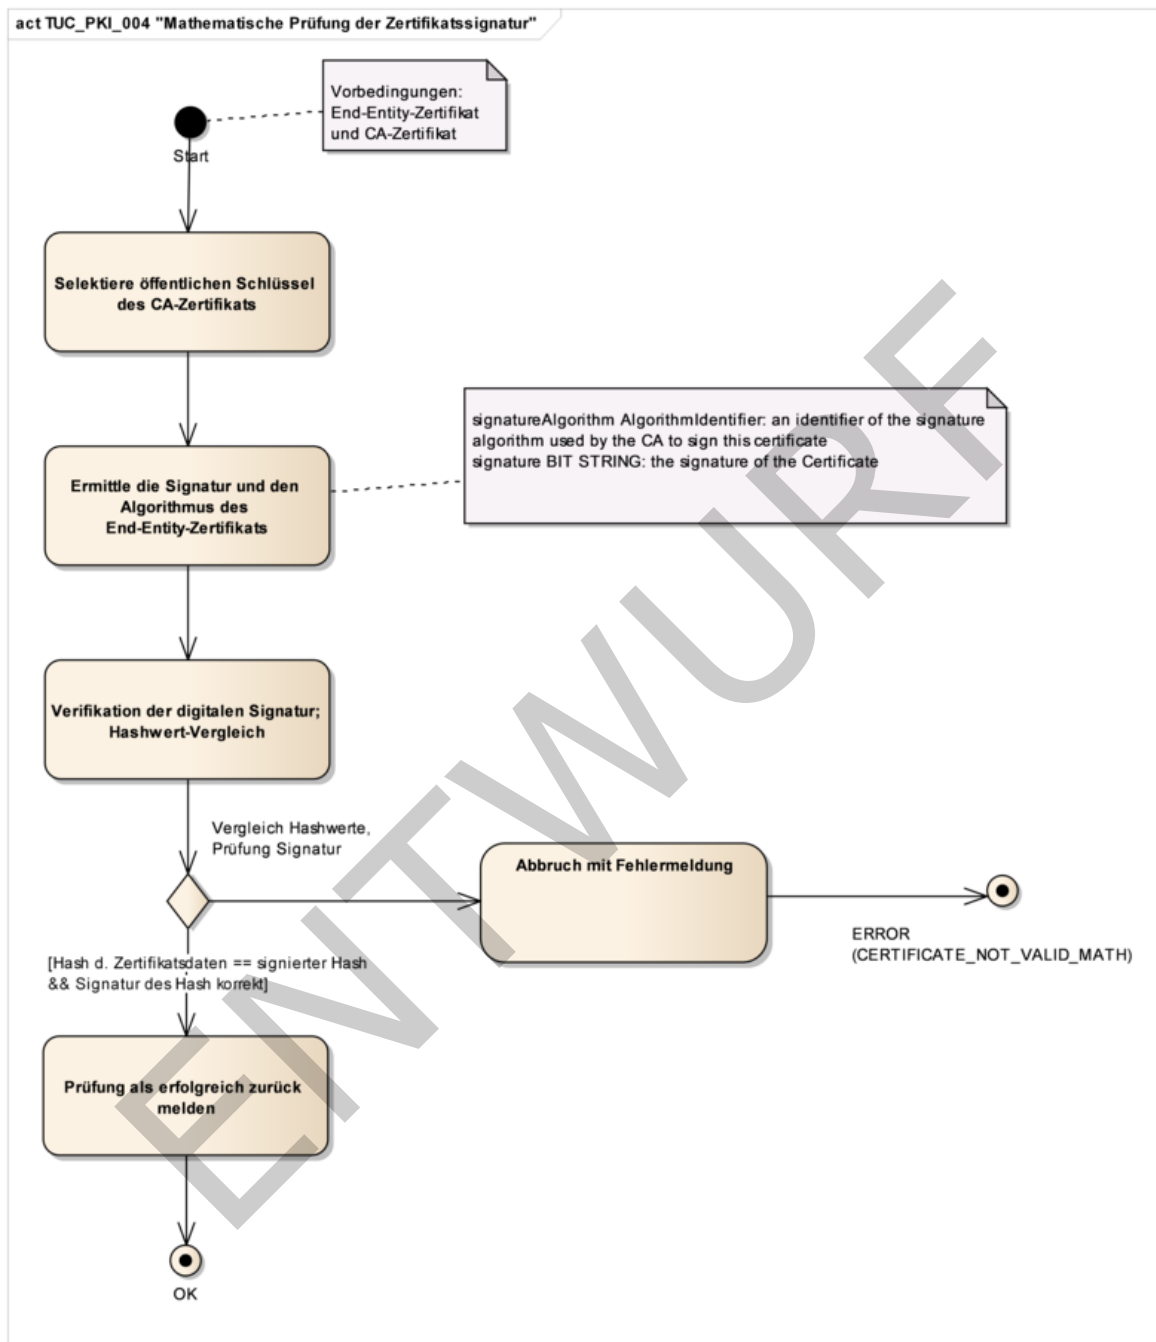 act TUC_PKI_004 "Mathematische Prüfung der Zertifikatssignatur"
Vorbedingungen:
End-Entity-Zertifikat
und CA-Zertifikat
Start
Selektiere öffentlichen Schlüssel
des CA-Zertifikats
signatureAlgorithm AlgorithmIdentifier: an identifier of the signature
algorithm used by the CA to sign this certificate
signature BIT STRING: the signature of the Certificate
Ermittle die Signatur und den
Algorithmus des
End-Entity-Zertifikats
Verifikation der digitalen Signatur;
Hashwert-Vergleich
Vergleich Hashwerte,
Prüfung Signatur
Abbruch mit Fehlermeldung
ERROR
(CERTIFICATE_NOT_VALID_MATH)
[Hash d. Zertifikatsdaten == signierter Hash
&& Signatur des Hash korrekt]
Prüfung als erfolgreich zurück
melden
OK
ENTWURF